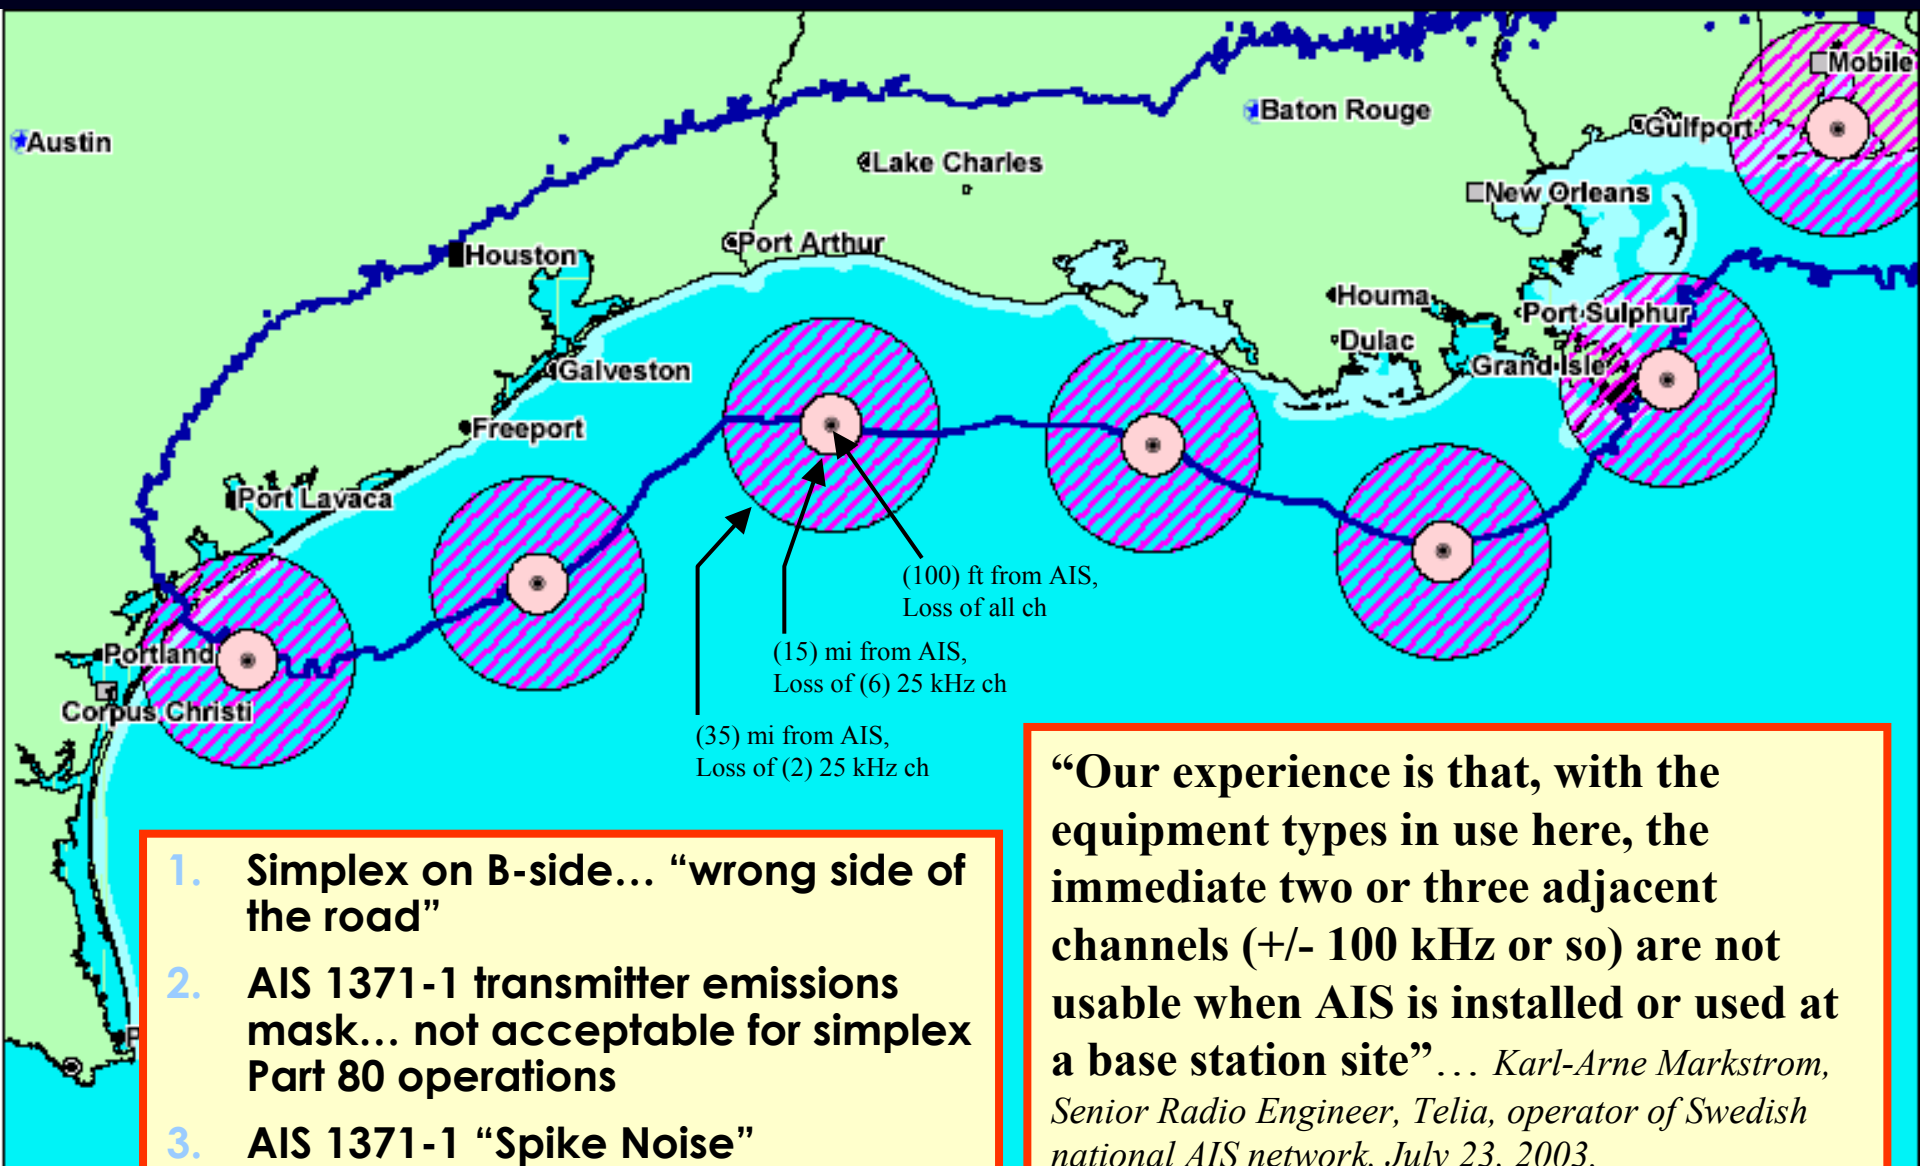 Mobile
Baton Rouge
Gulfport
Austin
Lake Charles
New Orleans
Port Arthur
Houston
Houma
Port Sulphur
Dulac
Grand Isle
Galveston
Freeport
Port Lavaca
Portland
Corpus Christi
(100) ft from AIS,
Loss of all ch
(15) mi from AIS,
Loss of (6) 25 kHz ch
(35) mi from AIS,
Loss of (2) 25 kHz ch
1. Simplex on B-side… “wrong side of
the road”
2. AIS 1371-1 transmitter emissions
mask… not acceptable for simplex
Part 80 operations
3. AIS 1371-1 “Spike Noise”
“Our experience is that, with the
equipment types in use here, the
immediate two or three adjacent
channels (+/- 100 kHz or so) are not
usable when AIS is installed or used at
a base station site”… Karl-Arne Markstrom,
Senior Radio Engineer, Telia, operator of Swedish
national AIS network, July 23, 2003.